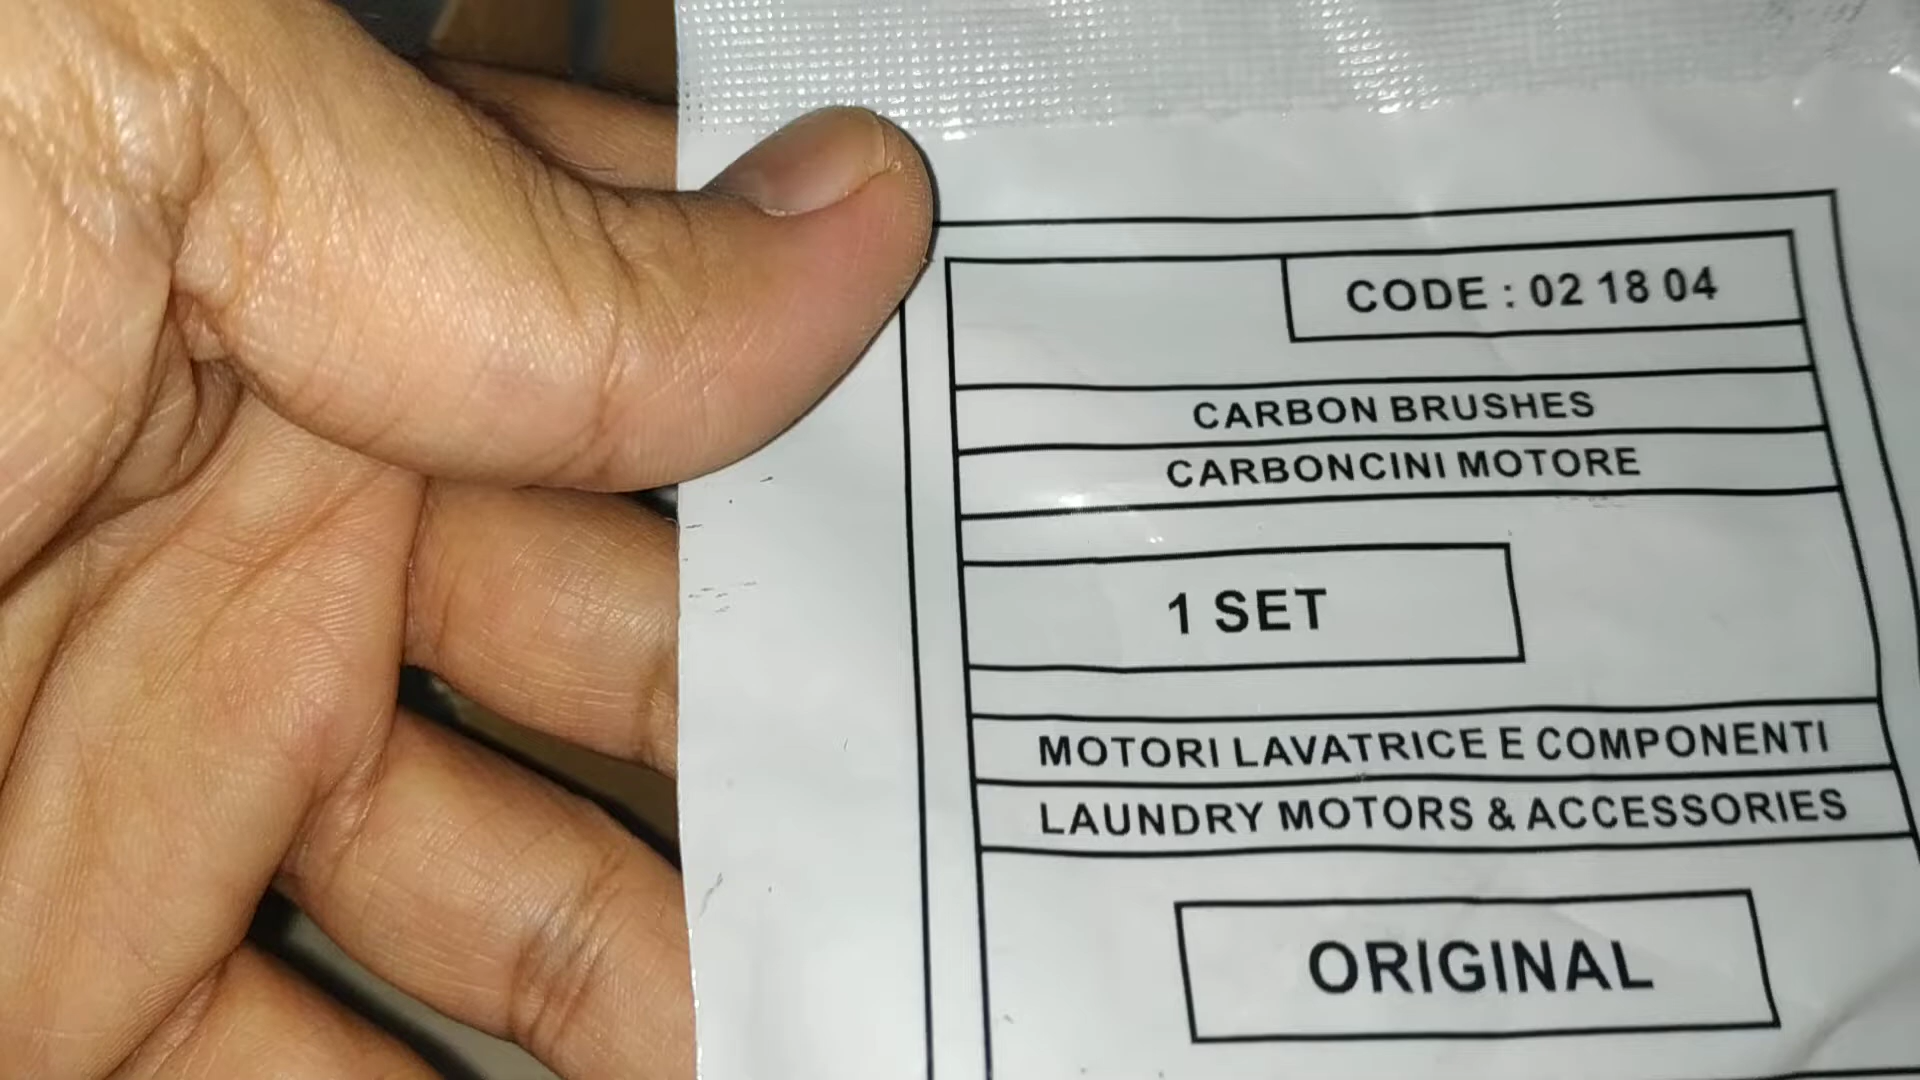 CODE : 02 18 04
CARBON BRUSHES
CARBONCINI MOTORE
1 SET
MOTORI LAVATRICE E COMPONENTI
LAUNDRY MOTORS & ACCESSORIES
ORIGINAL